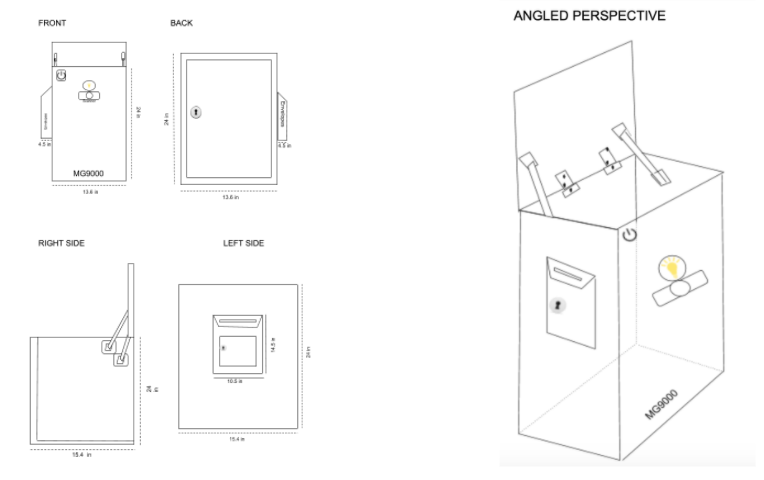 FRONT
BACK
ANGLED PERSPECTIVE
24 in
4.5 in
MG9000
13.6 in
24 in
Envelopes
4.5 in
13.6 in
RIGHT SIDE
LEFT SIDE
24
in
15.4 in
14.5 in
10.5 in
24 in
15.4 in
MG9000